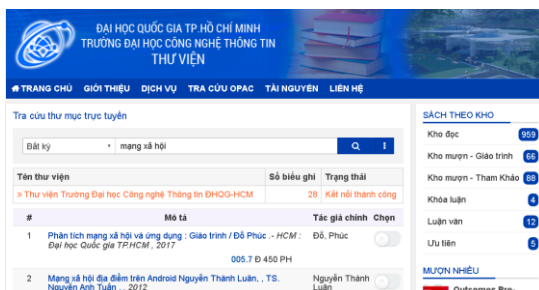 ĐẠI HỌC QUỐC GIA TP.HỒ CHÍ MINH
TRƯỜNG ĐẠI HỌC CÔNG NGHỆ THÔNG TIN
THƯ VIỆN
TRANG CHỦ GIỚI THIỆU DỊCH VỤ TRA CỨU OPAC TÀI NGUYÊN LIÊN HỆ
Tra cứu thư mục trực tuyến
Bất kỳ mạng xã hội
Tên thư viện Số biểu ghi Trạng thái
» Thư viện Trường Đại học Công nghệ Thông tin ĐHQG-HCM 28 Kết nối thành công
# Mô tả Tác giả chính Chọn
1 Phân tích mạng xã hội và ứng dụng : Giáo trình / Đỗ Phúc .- HCM : Đỗ, Phúc
Đại học Quốc gia TP.HCM , 2017
005.7 Đ 450 PH
2 Mạng xã hội địa điểm trên Android Nguyễn Thành Luân, , TS. Nguyễn Thành
Nguyễn Anh Tuấn , , 2012 Luân
SÁCH THEO KHO
Kho đọc 959
Kho mượn - Giáo trình 66
Kho mượn - Tham Khảo 88
Khóa luận 4
Luận văn 12
Ưu tiên 5
MƯỢN NHIỀU